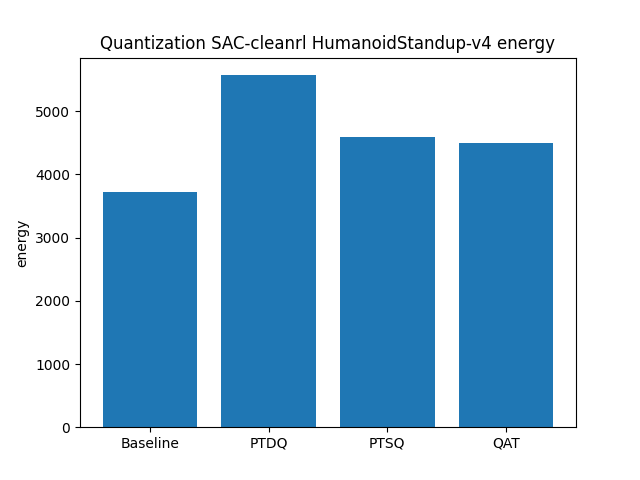 Quantization SAC-cleanrl HumanoidStandup-v4 energy
energy
5000
4000
3000
2000
1000
0
Baseline PTDQ PTSQ QAT